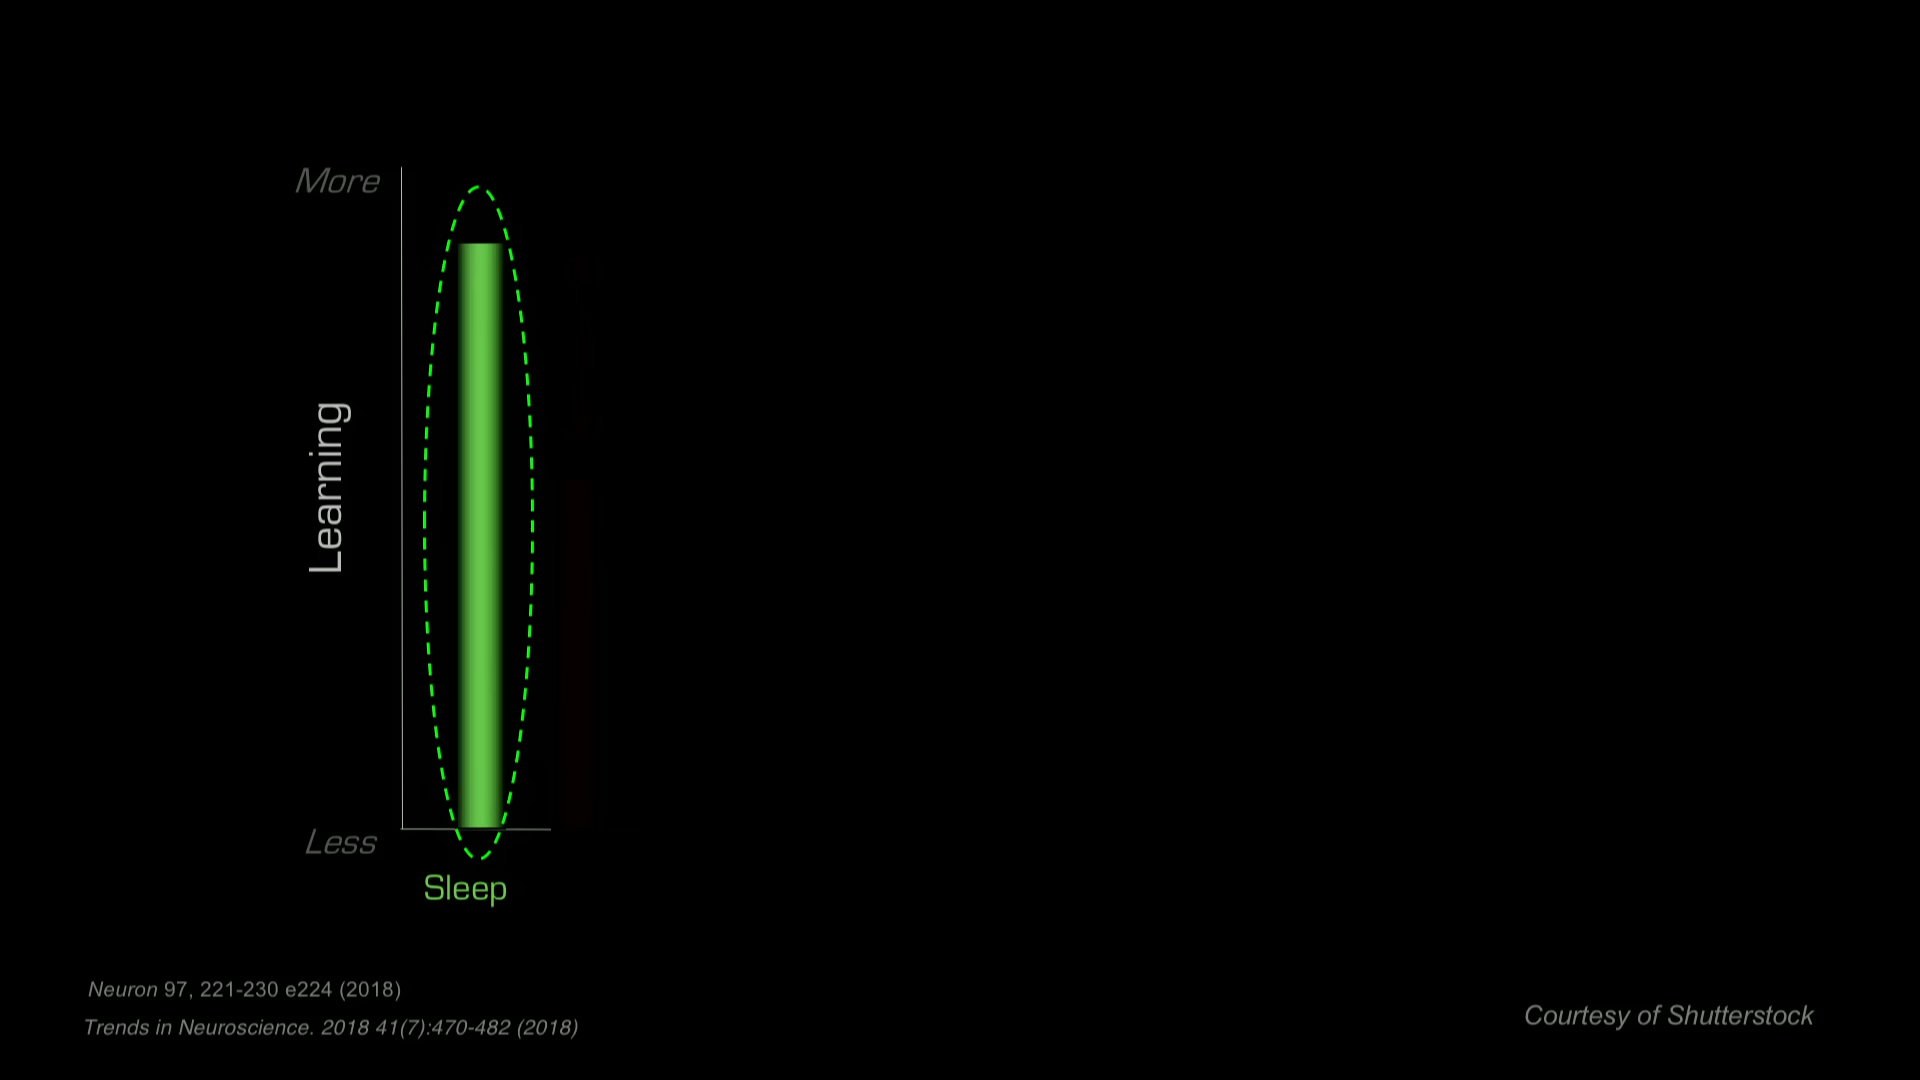 More
Learning
Less
Sleep
Neuron 97, 221-230 e224 (2018)
Trends in Neuroscience. 2018 41(7):470-482 (2018)
Courtesy of Shutterstock